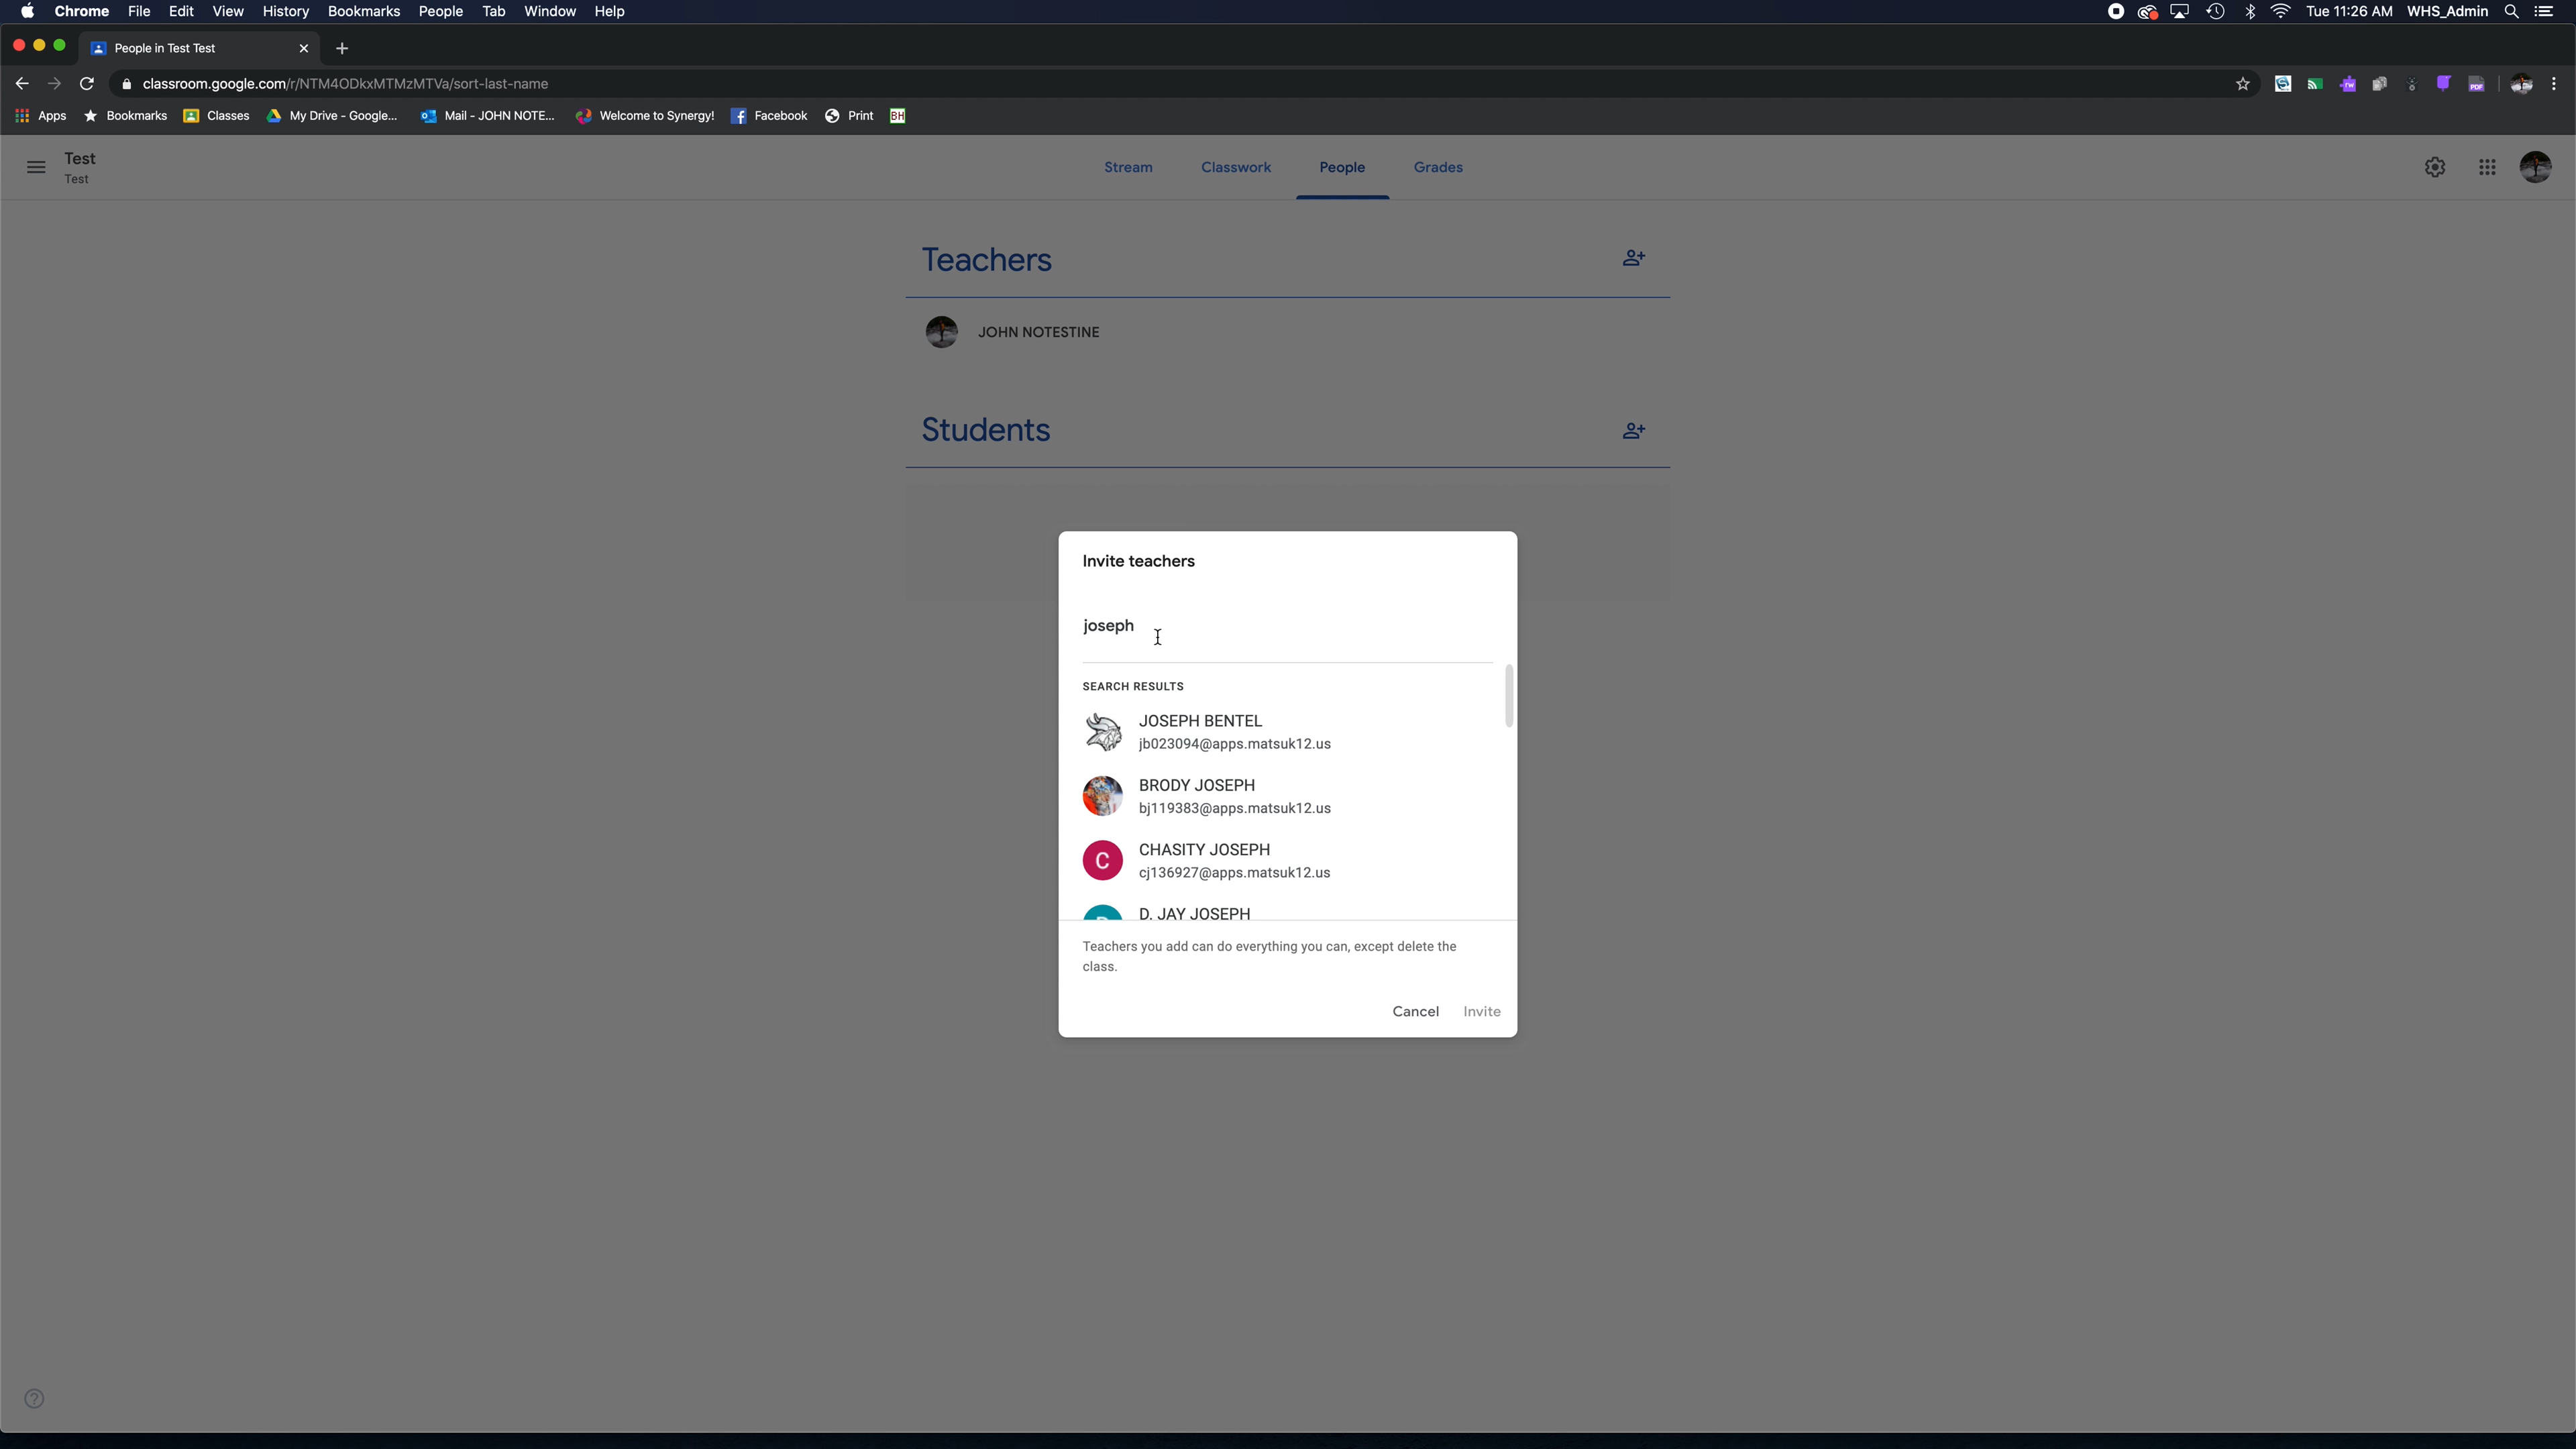 Chrome File Edit View History Bookmarks People Tab Window Help Tue 11:26 AM WHS_Admin
People in Test Test
classroom.google.com/r/NTM4ODkxMTMzMTVa/sort-last-name
Apps Bookmarks Classes My Drive - Google... Mail - JOHN NOTE... Welcome to Synergy! Facebook Print BH
Test
Test
Stream Classwork People Grades
Teachers
JOHN NOTESTINE
Students
Invite teachers
joseph
SEARCH RESULTS
JOSEPH BENTEL
jb023094@apps.matsuk12.us
BRODY JOSEPH
bj119383@apps.matsuk12.us
C
CHASITY JOSEPH
cj136927@apps.matsuk12.us
D. JAY JOSEPH
Teachers you add can do everything you can, except delete the
class.
Cancel Invite